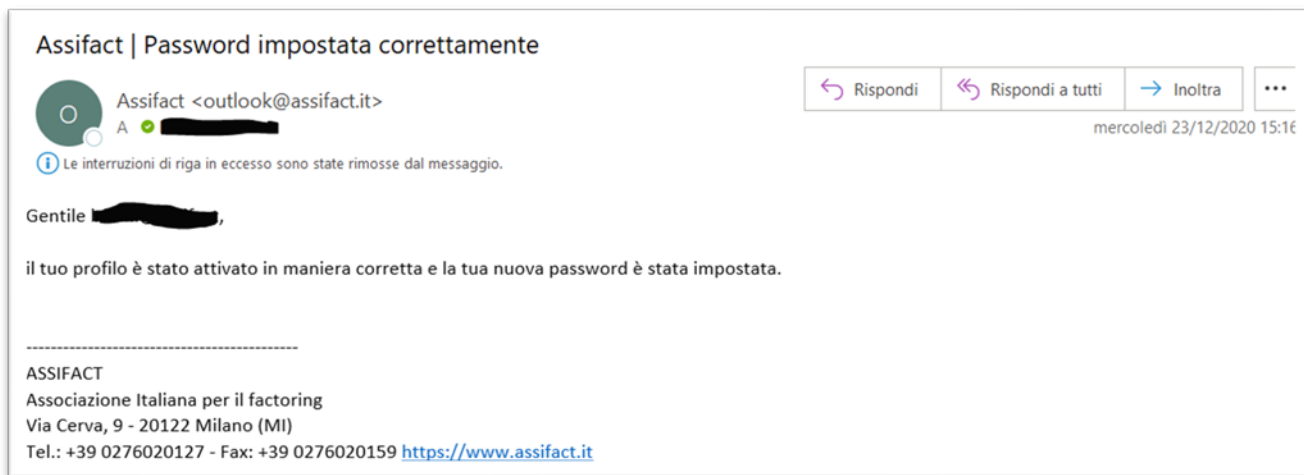 Assifact | Password impostata correttamente
O
Assifact <outlook@assifact.it>
A
Rispondi
Rispondi a tutti
Inoltra
mercoledì 23/12/2020 15:16
Le interruzioni di riga in eccesso sono state rimosse dal messaggio.
Gentile ,
il tuo profilo è stato attivato in maniera corretta e la tua nuova password è stata impostata.
--------------------------------------------
ASSIFACT
Associazione Italiana per il factoring
Via Cerva, 9 - 20122 Milano (MI)
Tel.: +39 0276020127 - Fax: +39 0276020159 https://www.assifact.it